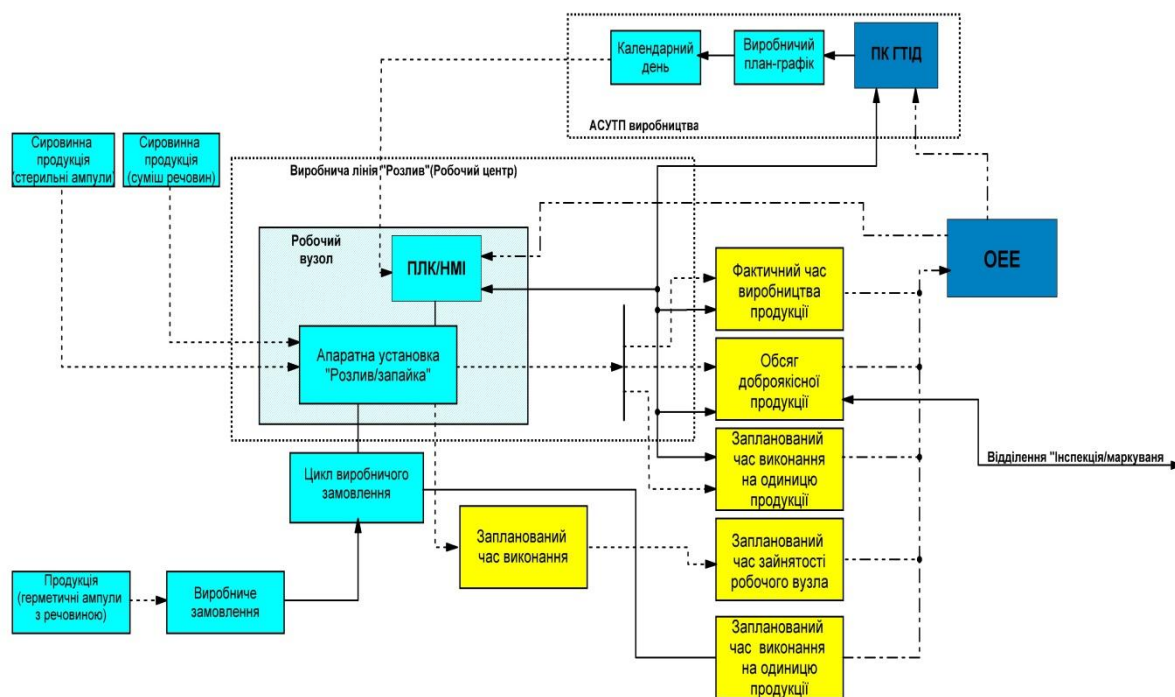 Календарний
день
Виробничий
план-графік
ПК ГТІД
АСУТП виробництва
Сировинна
продукція
(стерильні ампули)
Сировинна
продукція
(суміш речовин)
Виробнича лінія "Розлив"(Робочий центр)
Робочий
вузол
ПЛК/HMI
Апаратна установка
"Розлив/запайка"
OEE
Фактичний час
виробництва
продукції
Обсяг
доброякісної
продукції
Запланований
час виконання
на одиницю
продукції
Відділення "Інспекція/маркуваня
Цикл виробничого
замовлення
Запланований
час виконання
Запланований
час зайнятості
робочого вузла
Продукція
(герметичні ампули
з речовиною)
Виробниче
замовлення
Запланований
час виконання
на одиницю
продукції